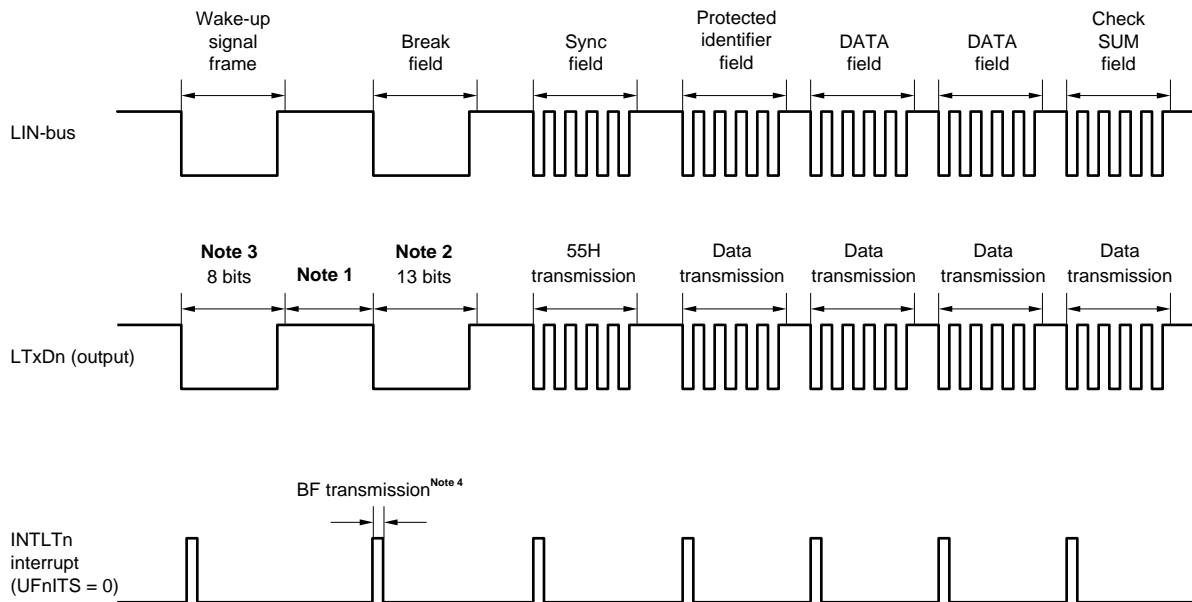 Wake-up
signal
frame
Break
field
Sync
field
Protected
identifier
field
DATA
field
DATA
field
Check
SUM
field
LIN-bus
Note 3
8 bits
Note 1
Note 2
13 bits
55H
transmission
Data
transmission
Data
transmission
Data
transmission
Data
transmission
LTxDn (output)
BF transmission Note 4
INTLTn
interrupt
(UFnITS = 0)